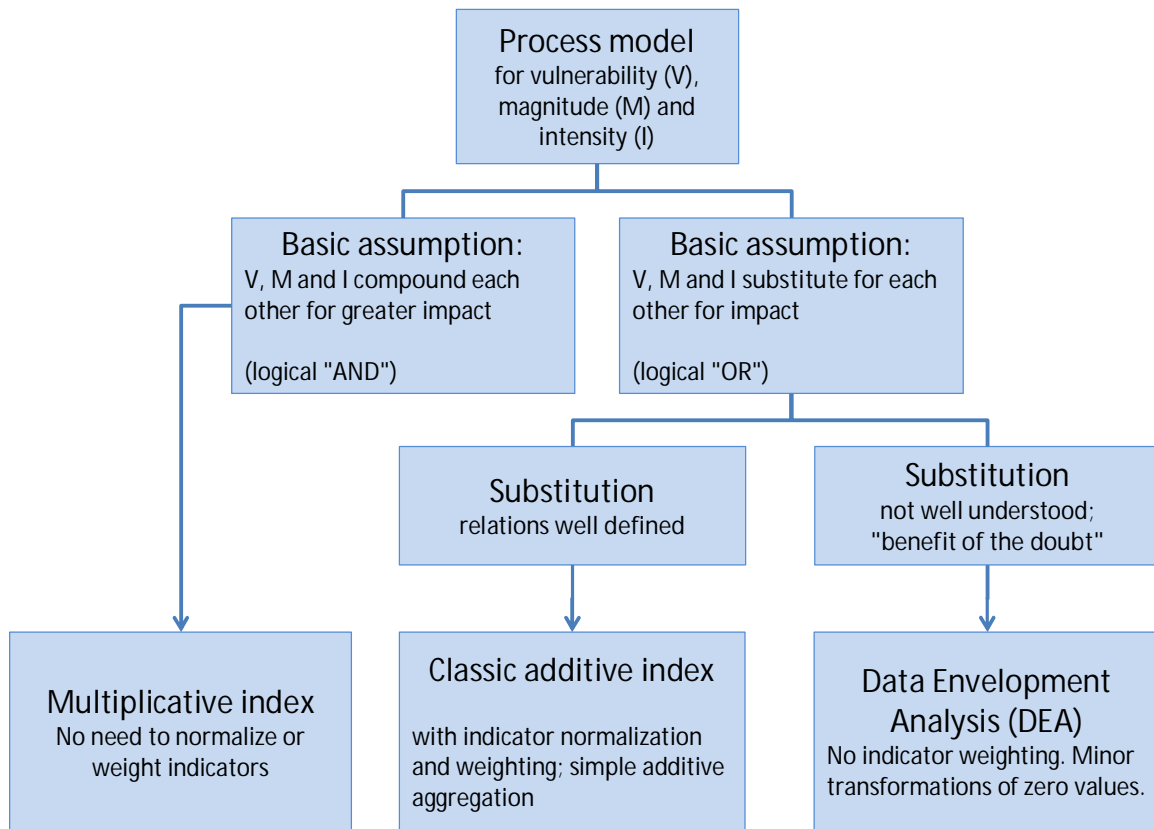 Process model
for vulnerability (V),
magnitude (M) and
intensity (I)
Basic assumption:
V, M and I compound each
other for greater impact
(logical "AND")
Basic assumption:
V, M and I substitute for each
other for impact
(logical "OR")
Substitution
relations well defined
Substitution
not well understood;
"benefit of the doubt"
Multiplicative index
No need to normalize or
weight indicators
Classic additive index
with indicator normalization
and weighting; simple additive
aggregation
Data Envelopment
Analysis (DEA)
No indicator weighting. Minor
transformations of zero values.